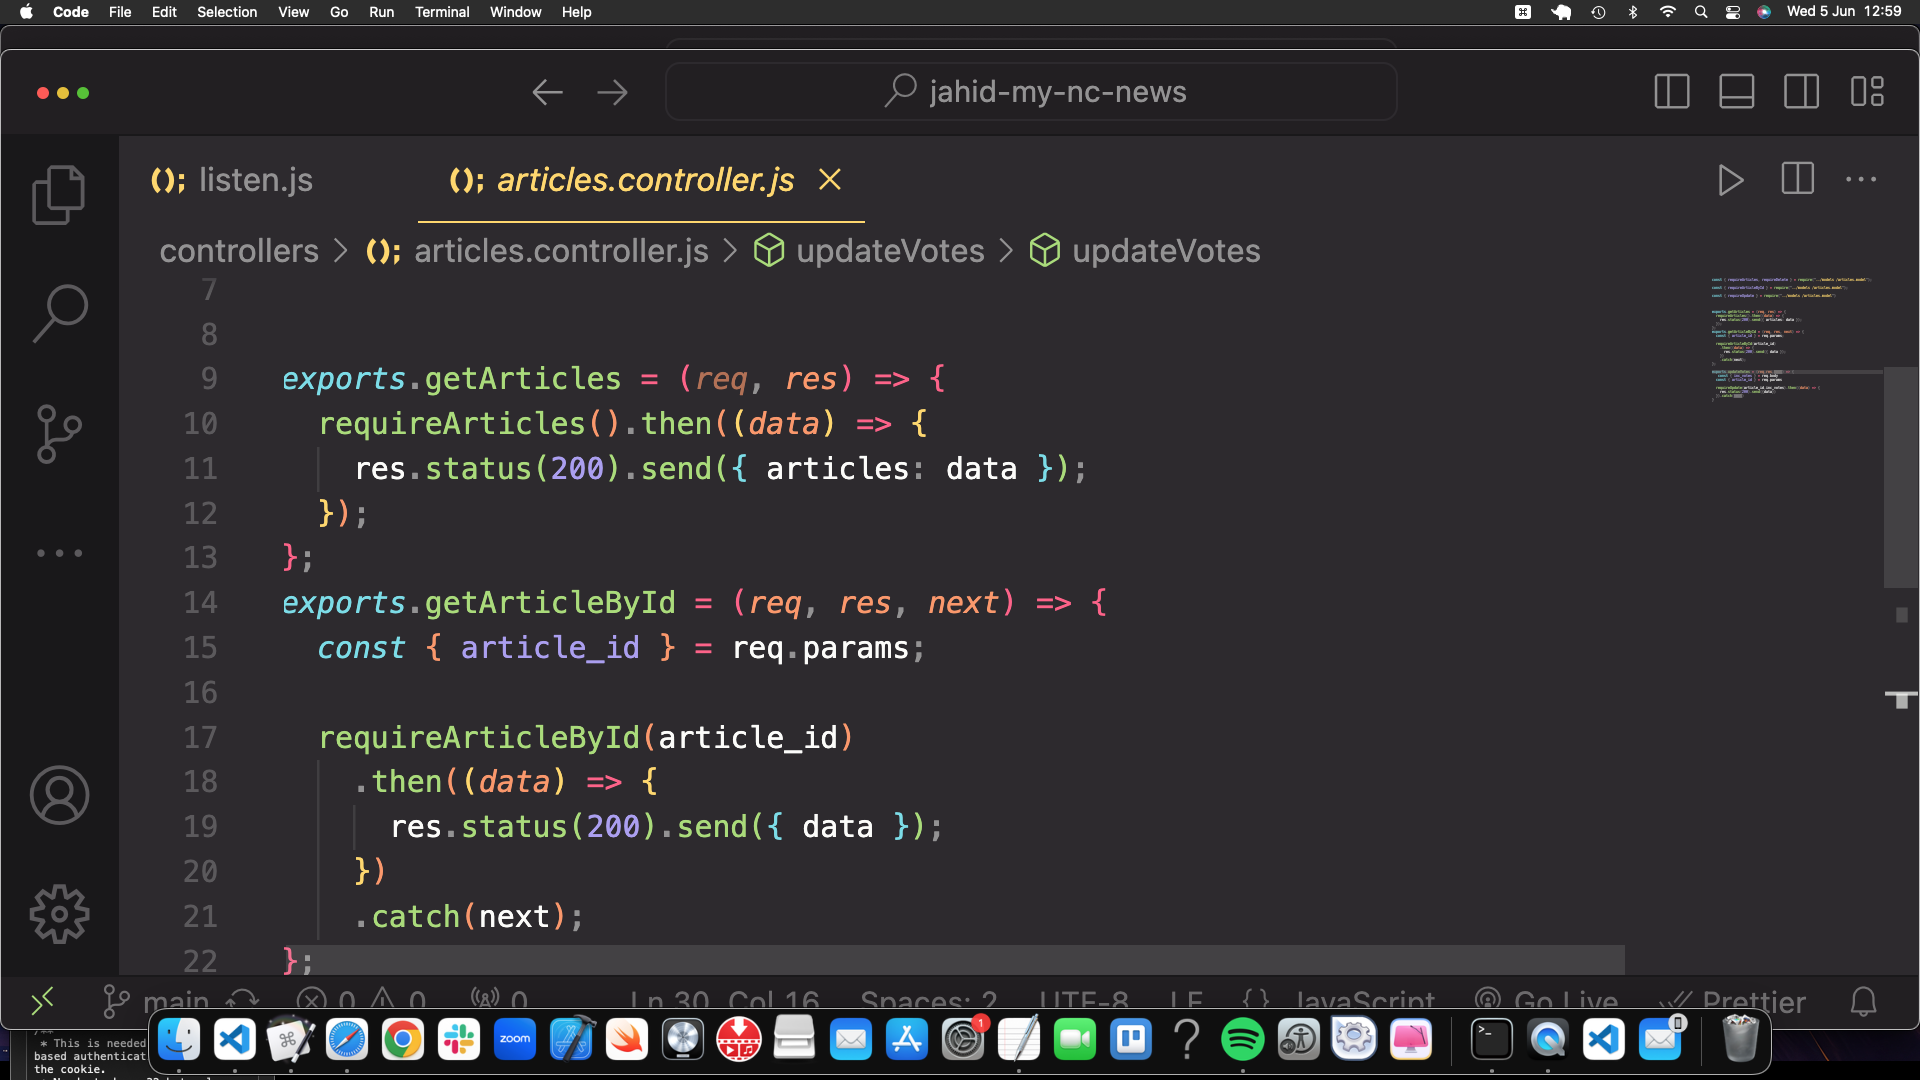 Code File Edit Selection View Go Run Terminal Window Help Wed 5 Jun 12:59
jahid-my-nc-news
(); listen.js (); articles.controller.js
controllers > (); articles.controller.js > updateVotes > updateVotes
7
8
9 exports.getArticles = (req, res) => {
10 requireArticles().then((data) => {
11 res.status(200).send({ articles: data });
12 });
13 };
14 exports.getArticleById = (req, res, next) => {
15 const { article_id } = req.params;
16
17 requireArticleById(article_id)
18 .then((data) => {
19 res.status(200).send({ data });
20 })
21 .catch(next);
22 };
main 0 0 0 Ln 30, Col 16 Spaces: 2 UTF-8 LF {} JavaScript Go Live Prettier
* This is needed
based authenticat
the cookie.
zoom 1